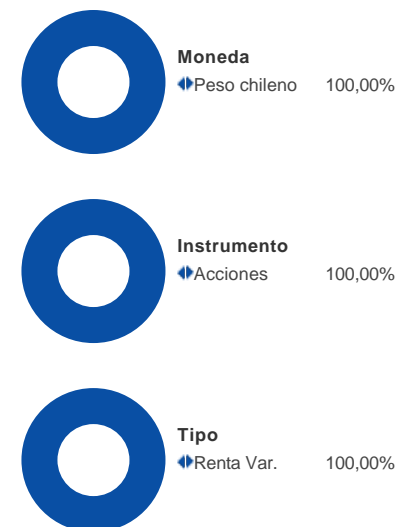 Moneda
Peso chileno 100,00%
Instrumento
Acciones 100,00%
Tipo
Renta Var. 100,00%